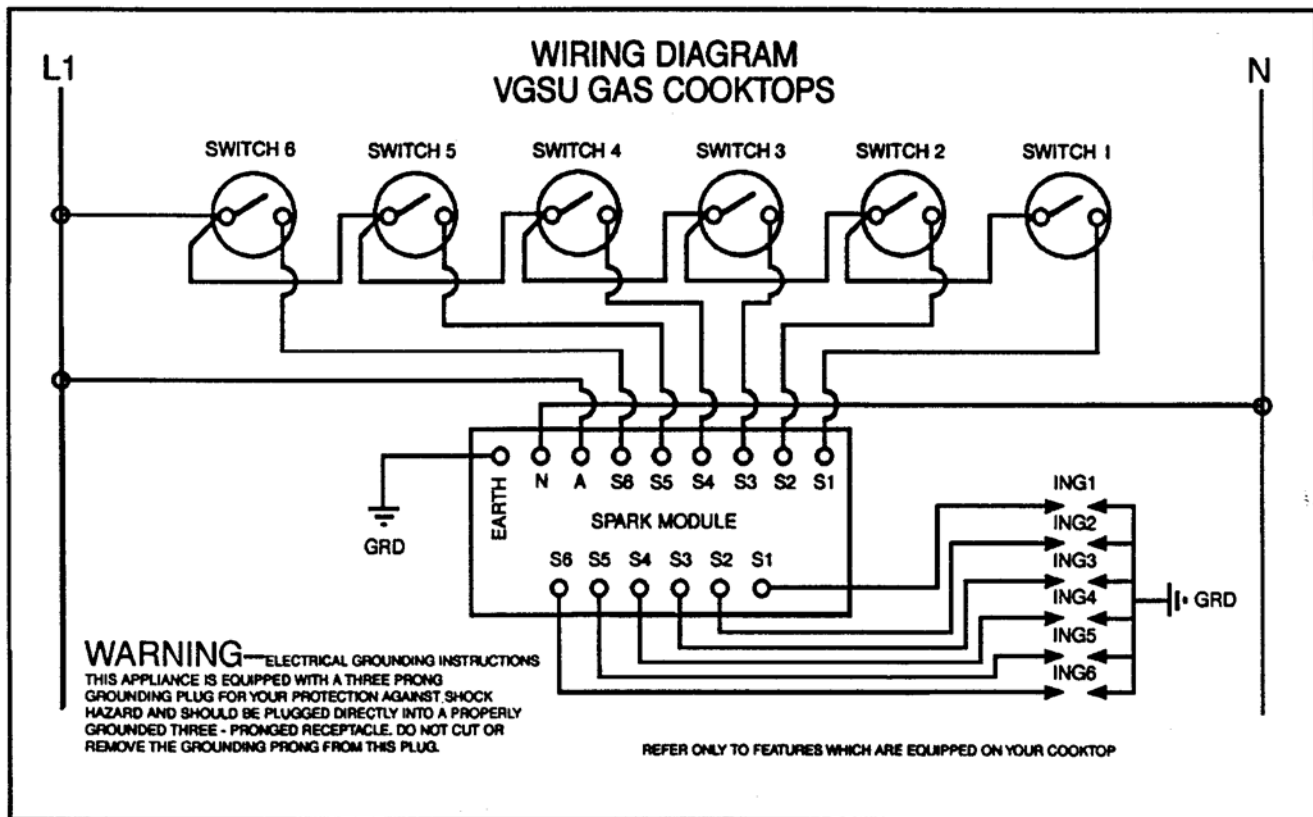 WIRING DIAGRAM
VGSU GAS COOKTOPS
L1
N
SWITCH 6
SWITCH 5
SWITCH 4
SWITCH 3
SWITCH 2
SWITCH 1
EARTH
N
A
S6
S5
S4
S3
S2
S1
GRD
SPARK MODULE
S6
S5
S4
S3
S2
S1
ING1
ING2
ING3
ING4
ING5
ING6
GRD
WARNING—ELECTRICAL GROUNDING INSTRUCTIONS
THIS APPLIANCE IS EQUIPPED WITH A THREE PRONG
GROUNDING PLUG FOR YOUR PROTECTION AGAINST SHOCK
HAZARD AND SHOULD BE PLUGGED DIRECTLY INTO A PROPERLY
GROUNDED THREE - PRONGED RECEPTACLE. DO NOT CUT OR
REMOVE THE GROUNDING PRONG FROM THIS PLUG.
REFER ONLY TO FEATURES WHICH ARE EQUIPPED ON YOUR COOKTOP